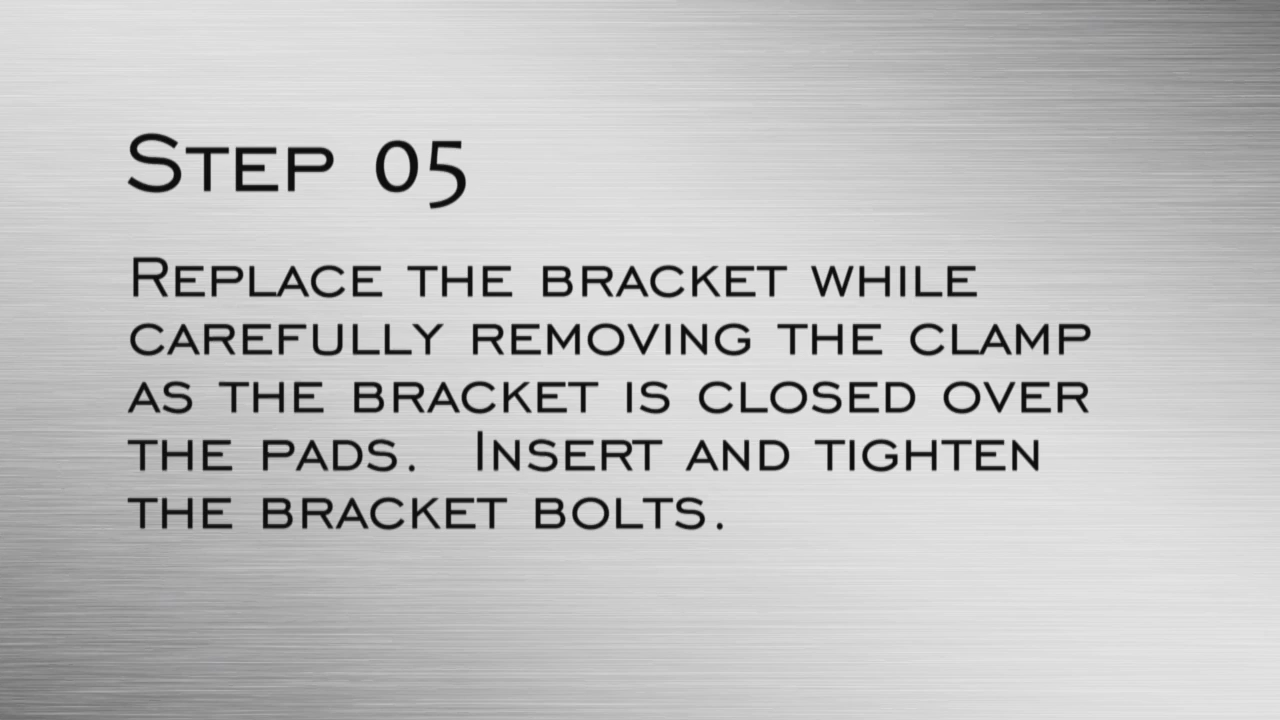 Step 05
Replace the bracket while
carefully removing the clamp
as the bracket is closed over
the pads.  Insert and tighten
the bracket bolts.